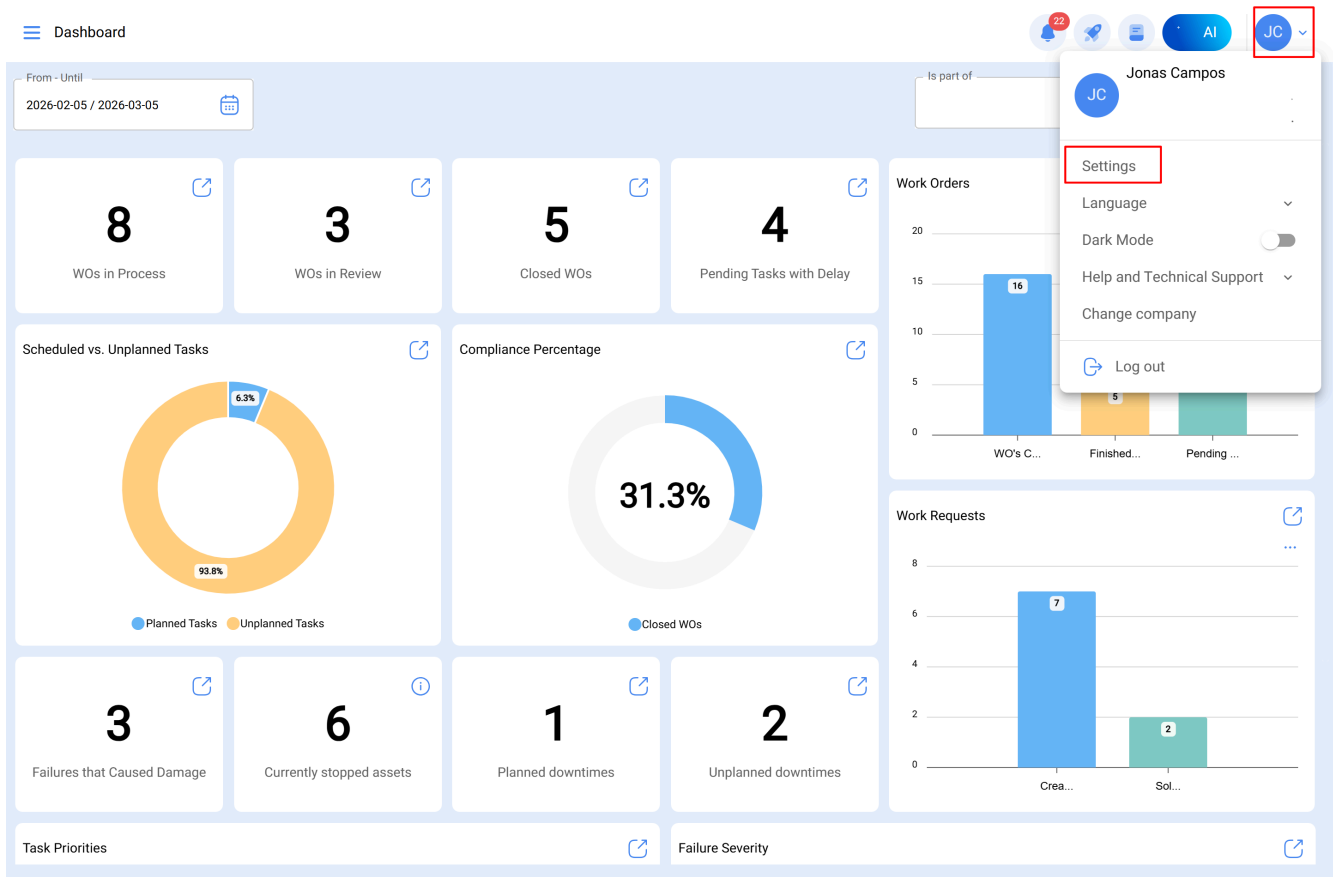 Dashboard
22
AI
JC
From - Until
2026-02-05 / 2026-03-05
Is part of
JC
Jonas Campos
Settings
Language
Dark Mode
Help and Technical Support
Change company
Log out
8
WOs in Process
3
WOs in Review
5
Closed WOs
4
Pending Tasks with Delay
Work Orders
20
15
10
5
0
16
5
WO's C...
Finished...
Pending ...
Scheduled vs. Unplanned Tasks
6.3%
93.8%
Planned Tasks
Unplanned Tasks
Compliance Percentage
31.3%
Closed WOs
Work Requests
...
8
6
4
2
0
7
2
Crea...
Sol...
3
Failures that Caused Damage
6
Currently stopped assets
1
Planned downtimes
2
Unplanned downtimes
Task Priorities
Failure Severity